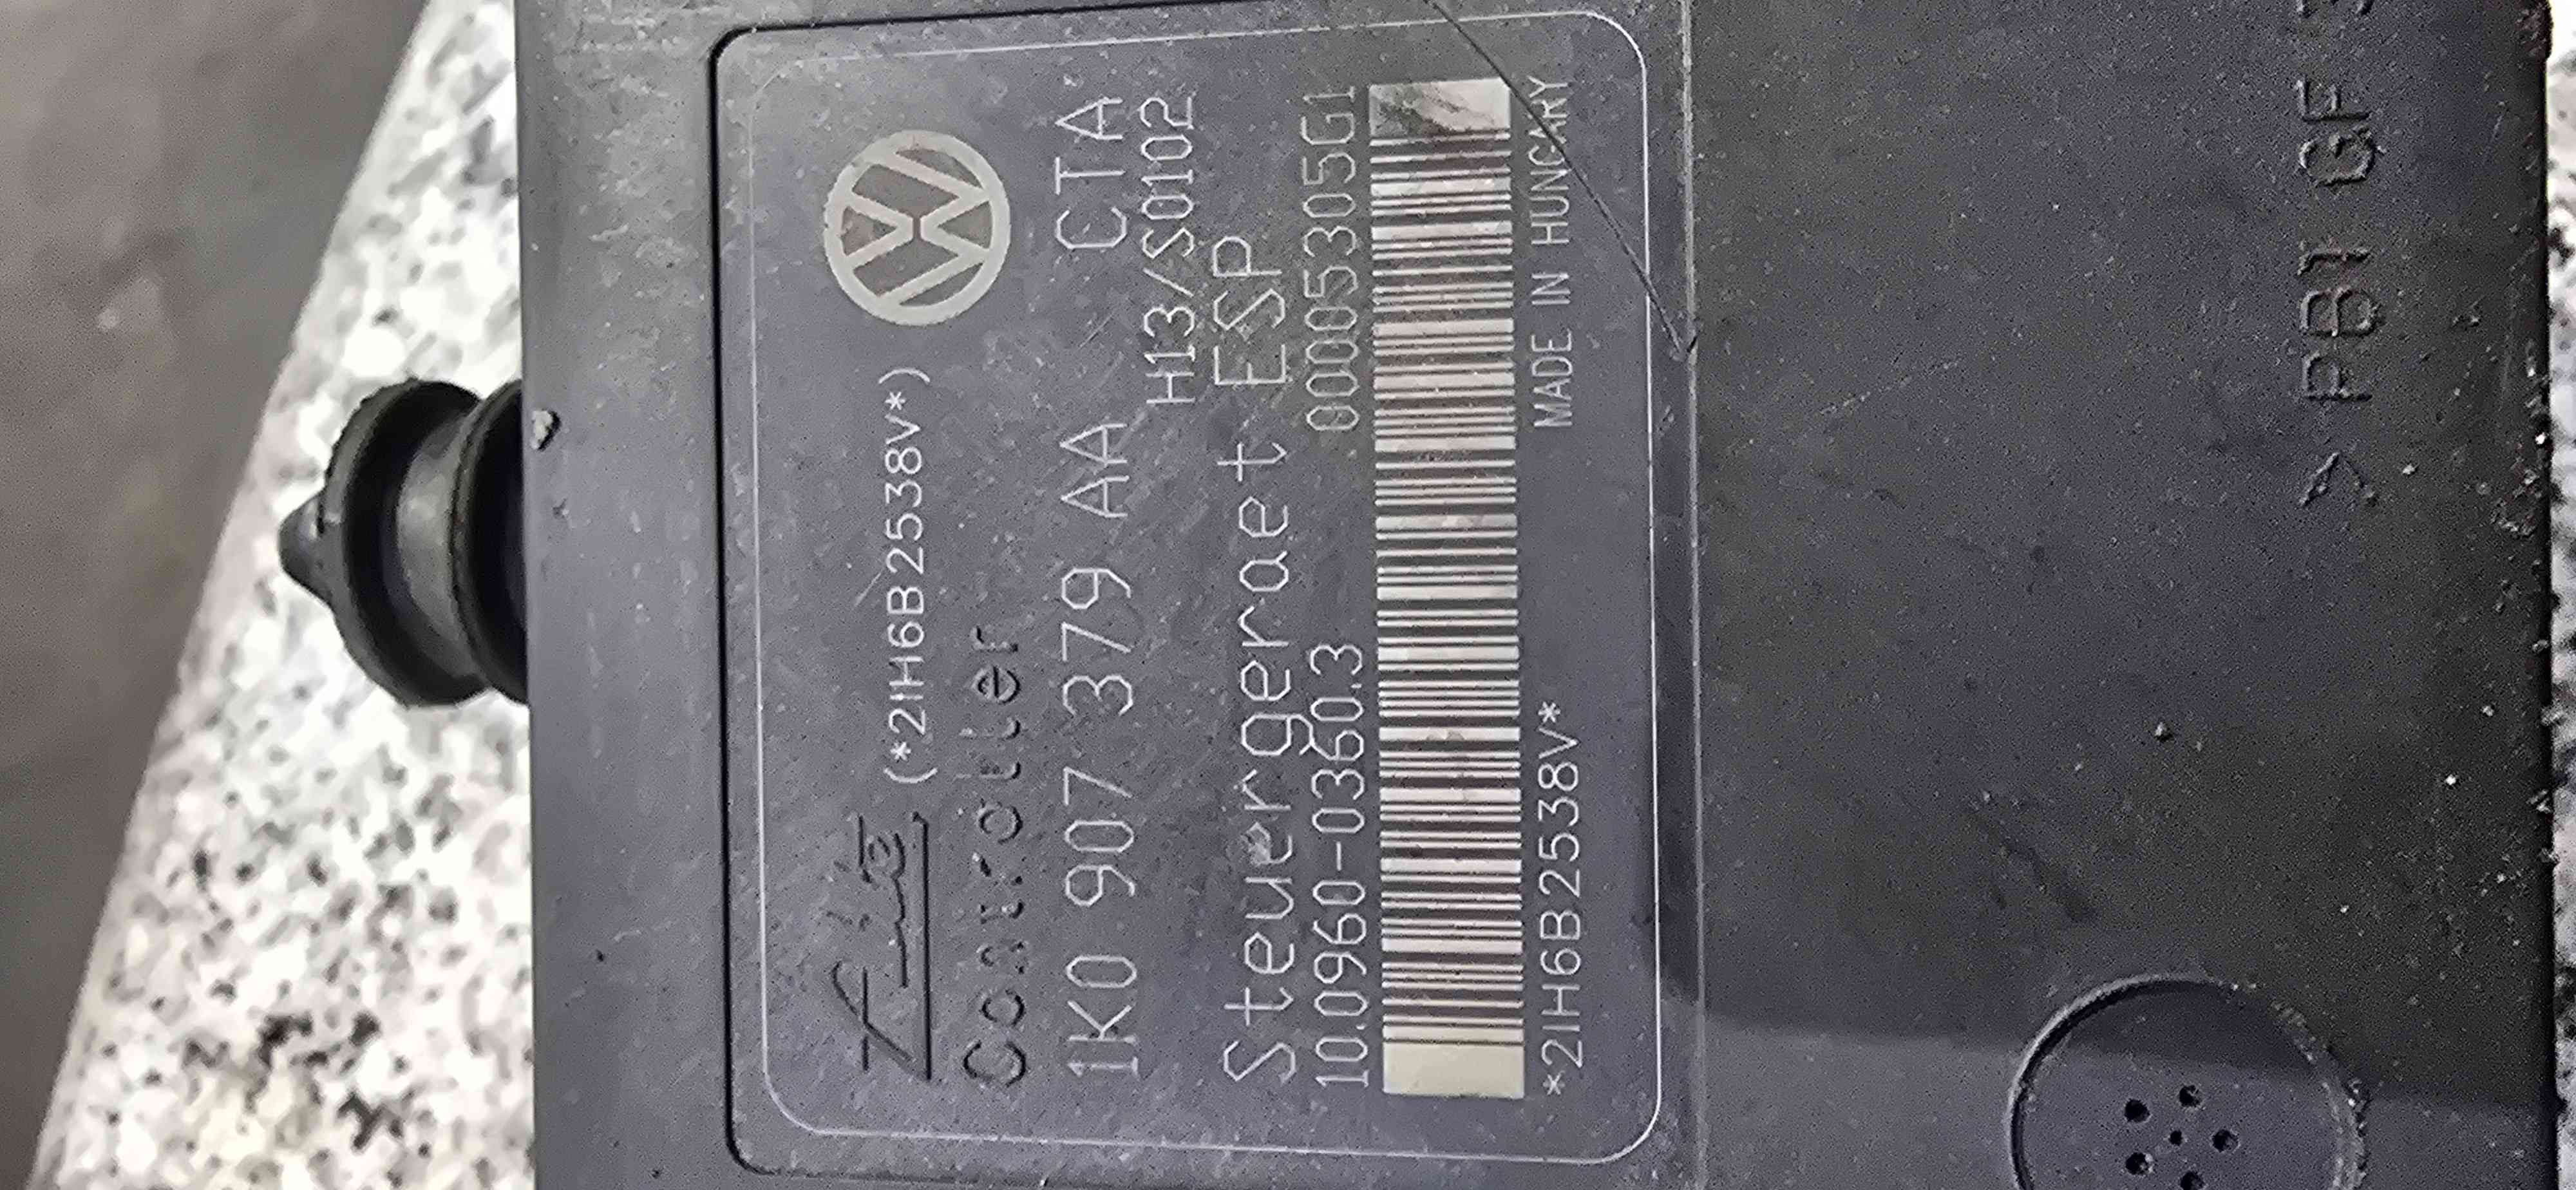 Ate
(*2IH6B2538V*)
Controller
1K0 907 379 AA CTA
H13/S0102
Steuergeraet ESP
10.0960-0360.3 00005305G1
*2IH6B2538V* MADE IN HUNGARY
>PBT GF